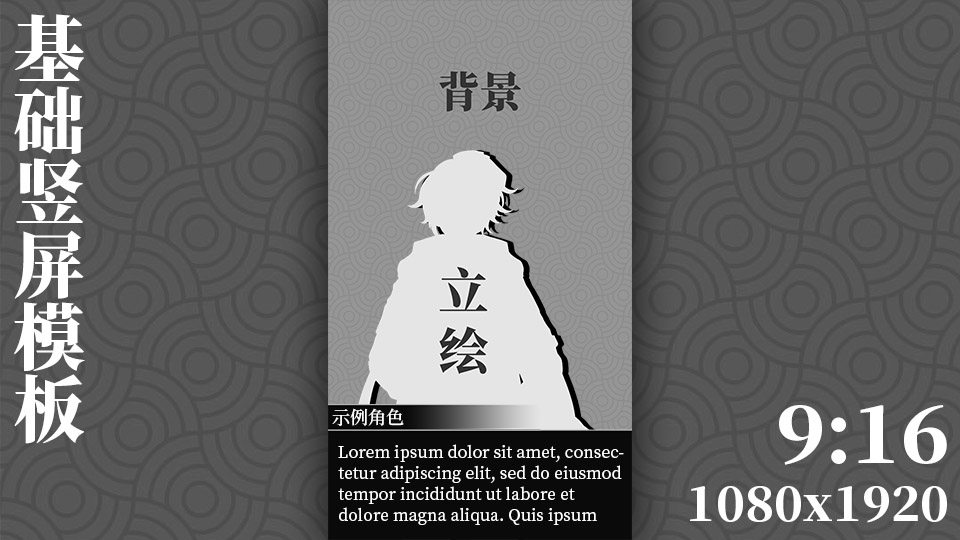 基础竖屏模板
背景
立绘
示例角色
Lorem ipsum dolor sit amet, consec-
tetur adipiscing elit, sed do eiusmod
tempor incididunt ut labore et
dolore magna aliqua. Quis ipsum
9:16
1080x1920